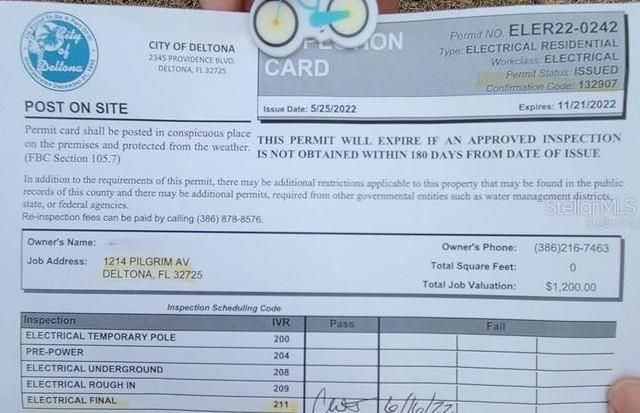 City of Deltona
CITY OF DELTONA
2345 PROVIDENCE BLVD.
DELTONA, FL 32725
CARD
Permit NO. ELER22-0242
Type: ELECTRICAL RESIDENTIAL
Workclass: ELECTRICAL
Permit Status: ISSUED
Confirmation Code: 132907
Issue Date: 5/25/2022
Expires: 11/21/2022
POST ON SITE
Permit card shall be posted in conspicuous place
on the premises and protected from the weather.
(FBC Section 105.7)
THIS PERMIT WILL EXPIRE IF AN APPROVED INSPECTION
IS NOT OBTAINED WITHIN 180 DAYS FROM DATE OF ISSUE
In addition to the requirements of this permit, there may be additional restrictions applicable to this property that may be found in the public
records of this county and there may be additional permits, required from other governmental entities such as water management districts,
state, or federal agencies.
Re-inspection fees can be paid by calling (386) 878-8576.
StellarMLS
StellarMLS
Owner's Name:
Owner's Phone: (386)216-7463
Job Address: 1214 PILGRIM AV
DELTONA, FL 32725
Total Square Feet: 0
Total Job Valuation: $1,200.00
Inspection Scheduling Code
Inspection IVR Pass Fail
ELECTRICAL TEMPORARY POLE 200
PRE-POWER 204
ELECTRICAL UNDERGROUND 208
ELECTRICAL ROUGH IN 209
ELECTRICAL FINAL 211 6/16/22